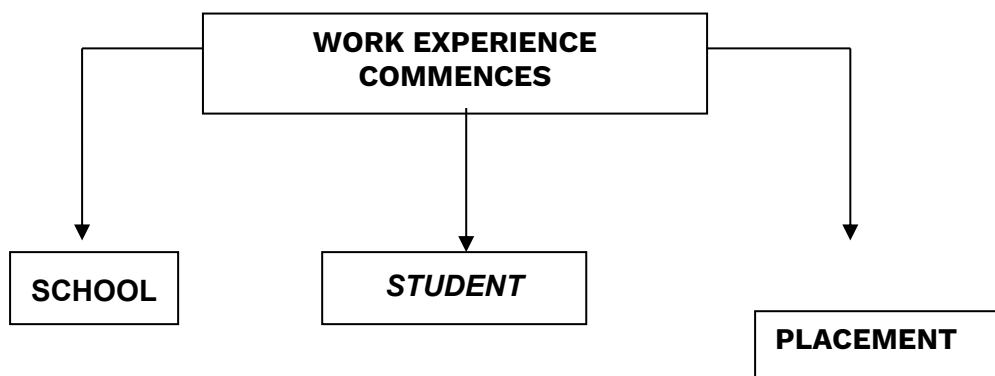 WORK EXPERIENCE
COMMENCES
SCHOOL
STUDENT
PLACEMENT